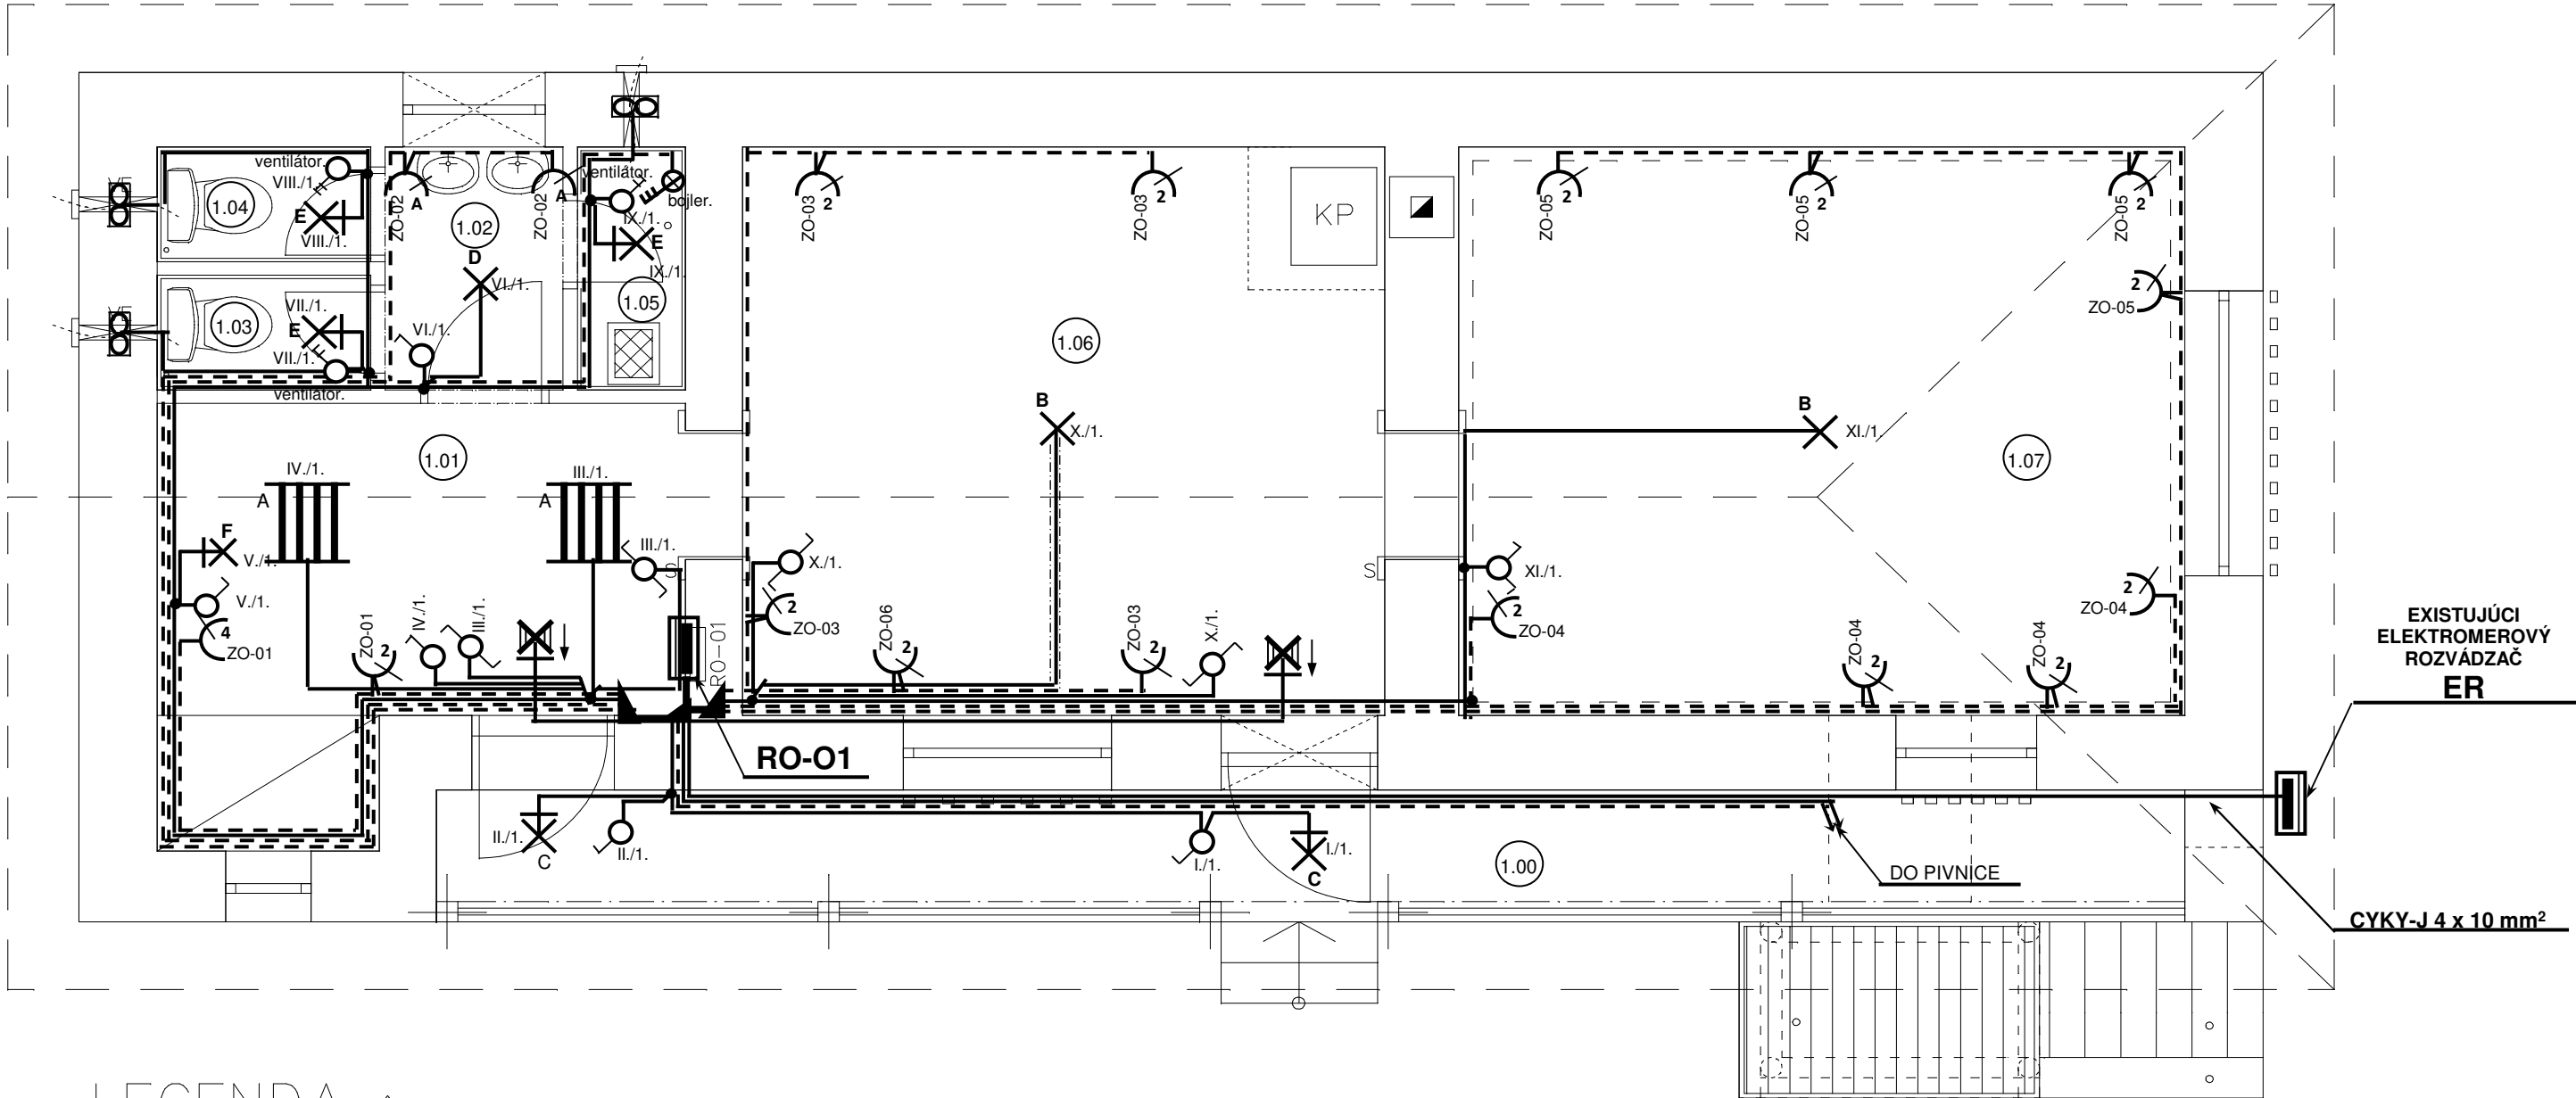 ventilátor.
VIII./1.
1.04
E
VIII./1.
ZO-02
A
1.02
ZO-02
A
D
VI./1.
VI./1.
ventilátor.
bojler.
IX./1.
E
IX./1.
1.05
VII./1.
1.03
E
VII./1.
ventilátor.
ZO-03
2
ZO-03
2
KP
1.06
B
X./1.
ZO-05
2
ZO-05
2
ZO-05
2
2
ZO-05
B
XI./1.
1.07
1.01
IV./1.
A
III./1.
A
F
V./1.
V./1.
4
ZO-01
ZO-01
2
IV./1.
III./1.
III./1.
S
RO-01
X./1.
2
ZO-03
ZO-06
2
ZO-03
2
X./1.
S
XI./1.
2
ZO-04
ZO-04
2
ZO-04
2
2
ZO-04
EXISTUJÚCI
ELEKTROMEROVÝ
ROZVÁDZAČ
ER
RO-O1
II./1.
C
II./1.
I./1.
I./1.
C
1.00
DO PIVNICE
CYKY-J 4 x 10 mm²
LEGENDA